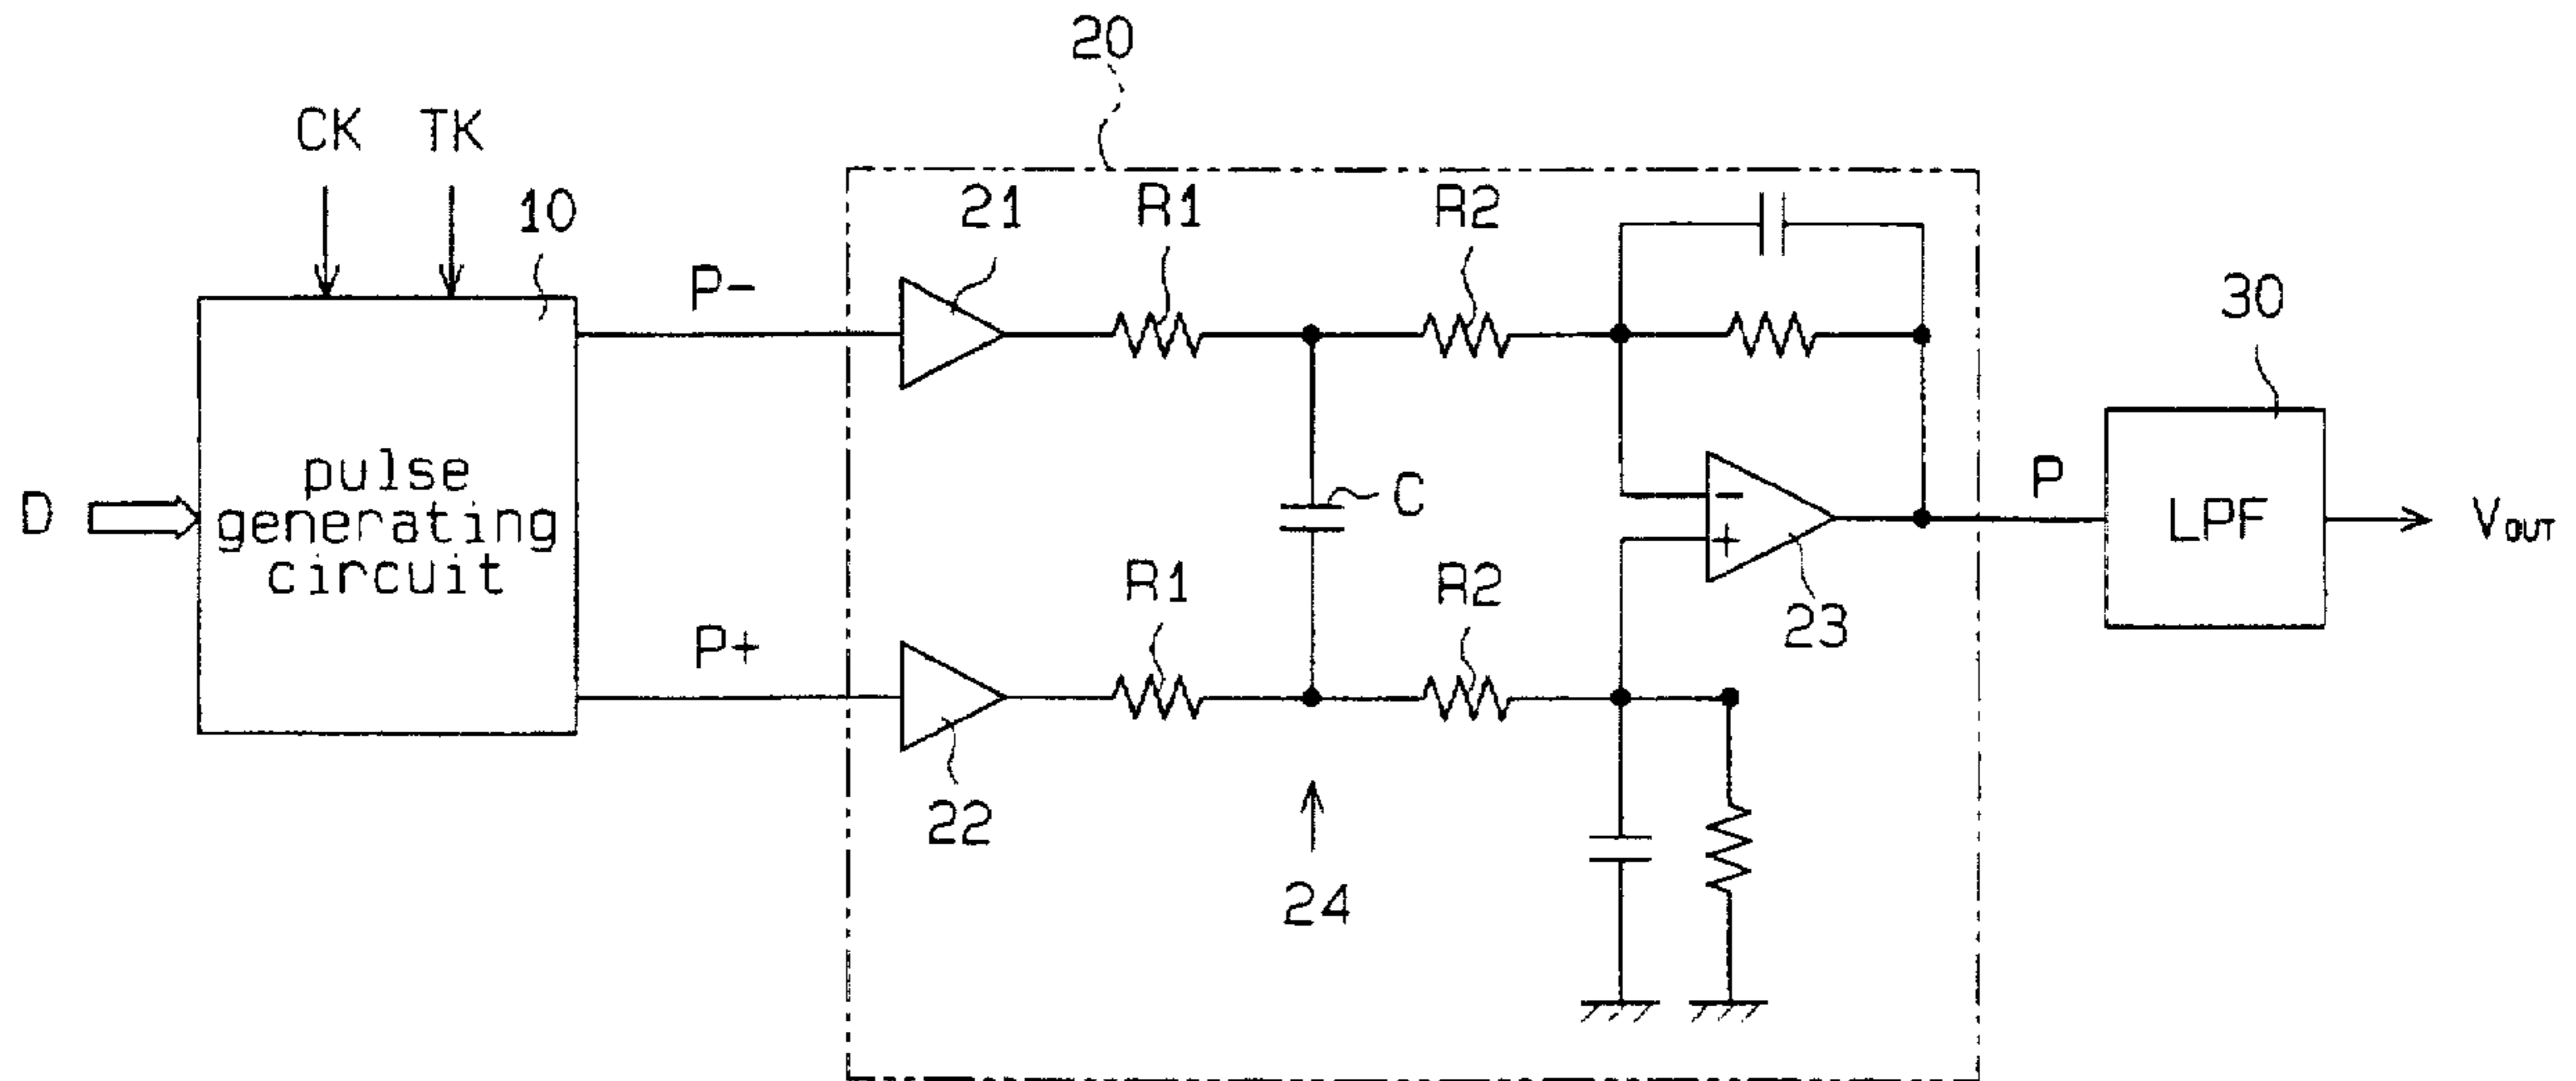 20
CK TK
10
21 R1 R2
P-
30
pulse
generating
circuit
D
C
P
LPF
VOUT
-
+
R1 R2
23
P+
22
24